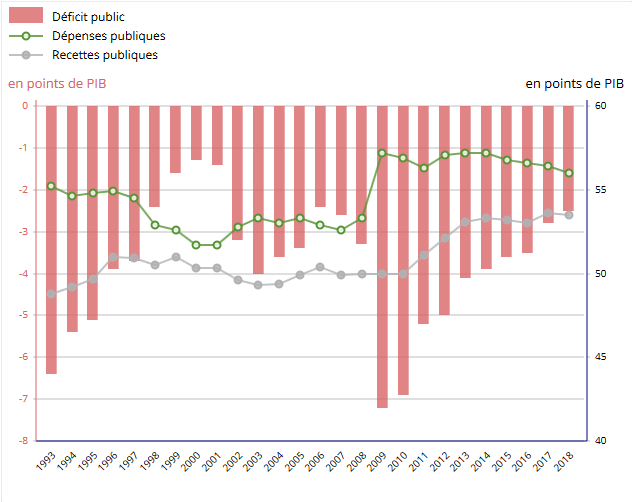 Déficit public
Dépenses publiques
Recettes publiques
en points de PIB en points de PIB
0 60
-1
-2 55
-3
-4 50
-5
-6 45
-7
-8 40
1993 1994 1995 1996 1997 1998 1999 2000 2001 2002 2003 2004 2005 2006 2007 2008 2009 2010 2011 2012 2013 2014 2015 2016 2017 2018